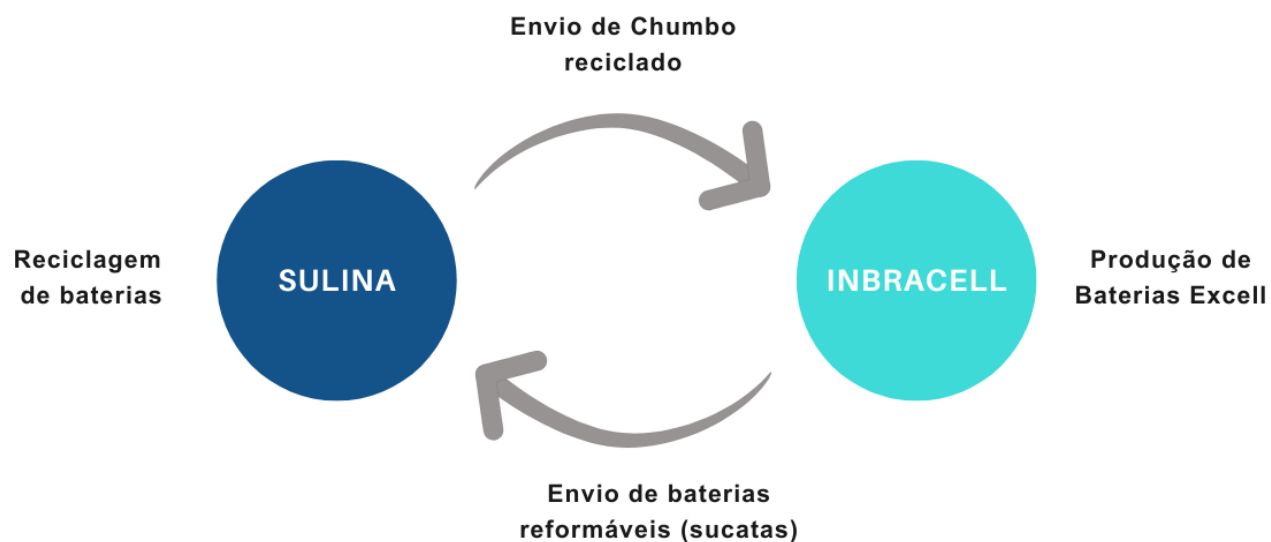 Envio de Chumbo
reciclado
Reciclagem
de baterias
SULINA
INBRACELL
Produção de
Baterias Excell
Envio de baterias
reformáveis (sucatas)